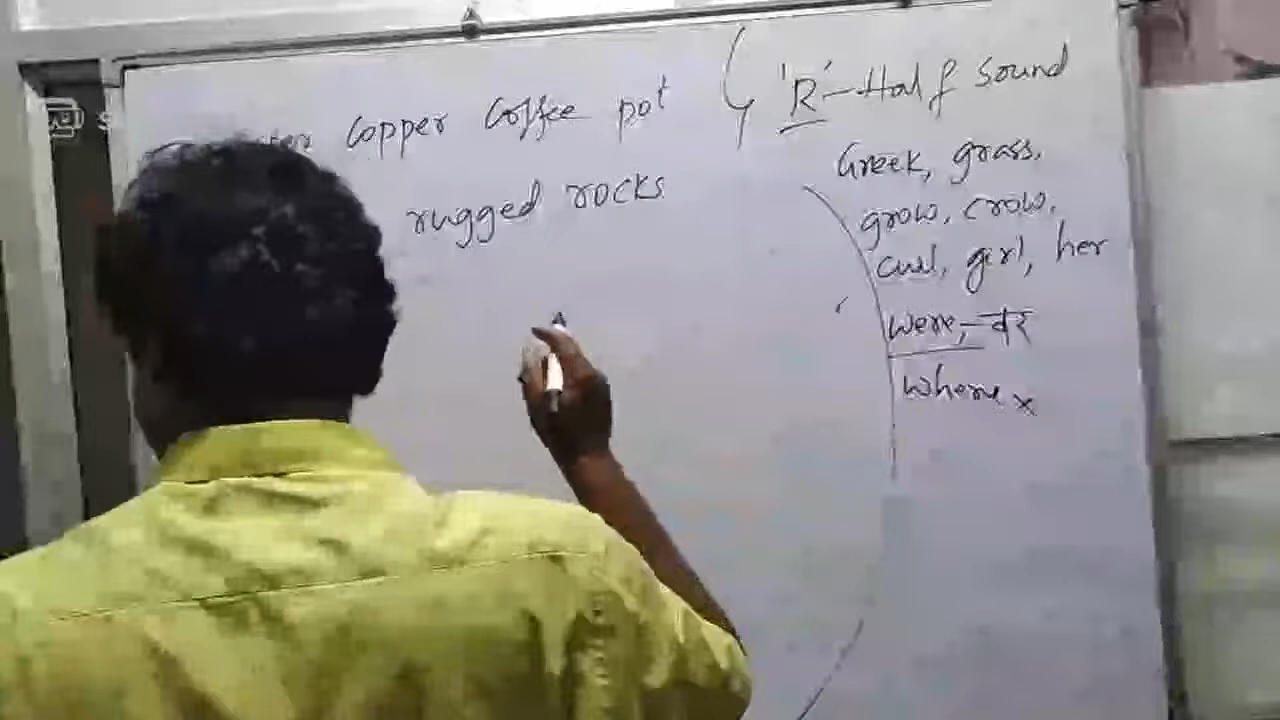 Copper Coffee pot
rugged rocks
'R' - Half Sound
Greek, grass,
grow, crow,
curl, girl, her
were, - वर
where x